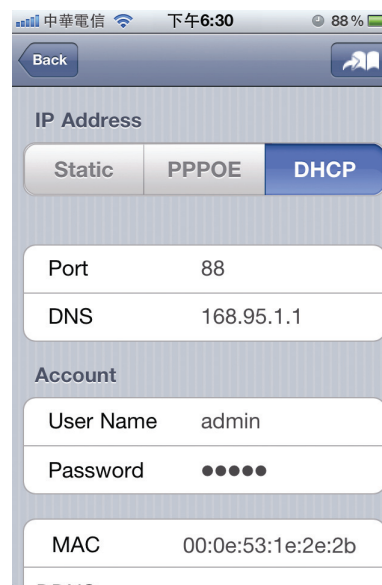 中華電信 下午6:30 88%
Back
IP Address
Static PPPOE DHCP
Port 88
DNS 168.95.1.1
Account
User Name admin
Password ●●●●●
MAC 00:0e:53:1e:2e:2b